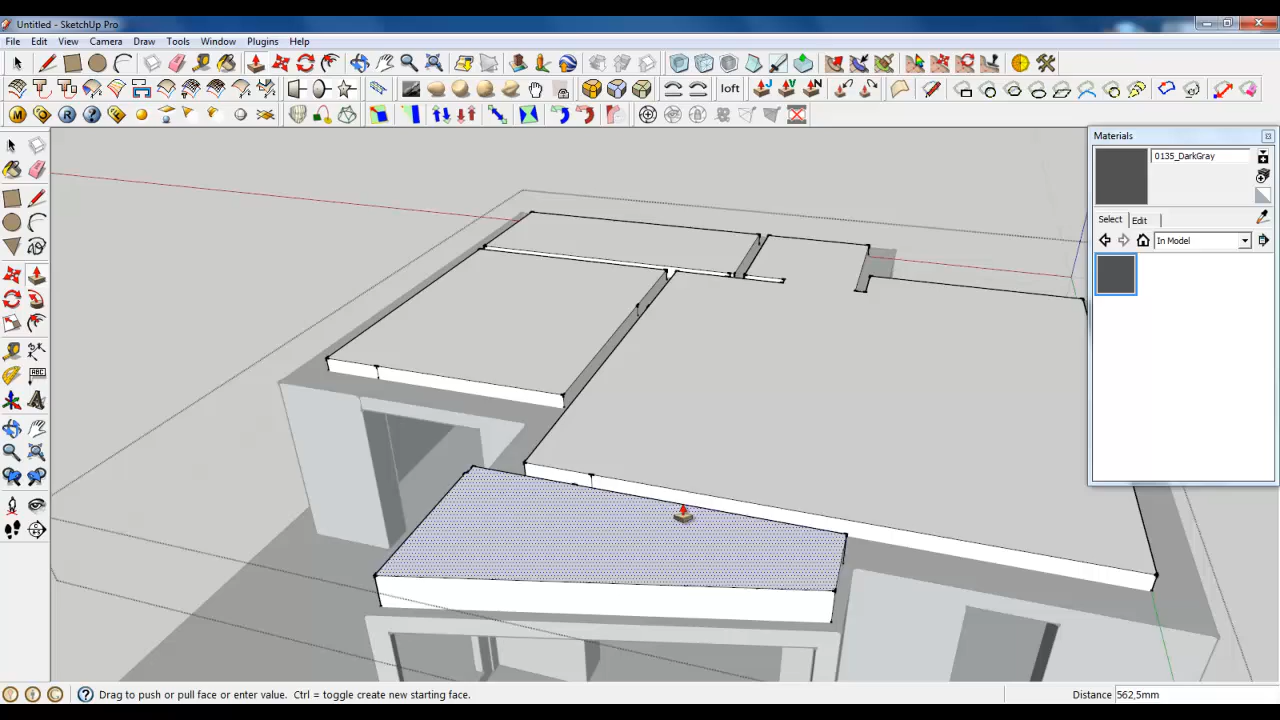 Untitled - SketchUp Pro
File Edit View Camera Draw Tools Window Plugins Help
loft
M R ?
ABC
Materials
0135_DarkGray
Select Edit
In Model
Drag to push or pull face or enter value. Ctrl = toggle create new starting face.
Distance 562,5mm